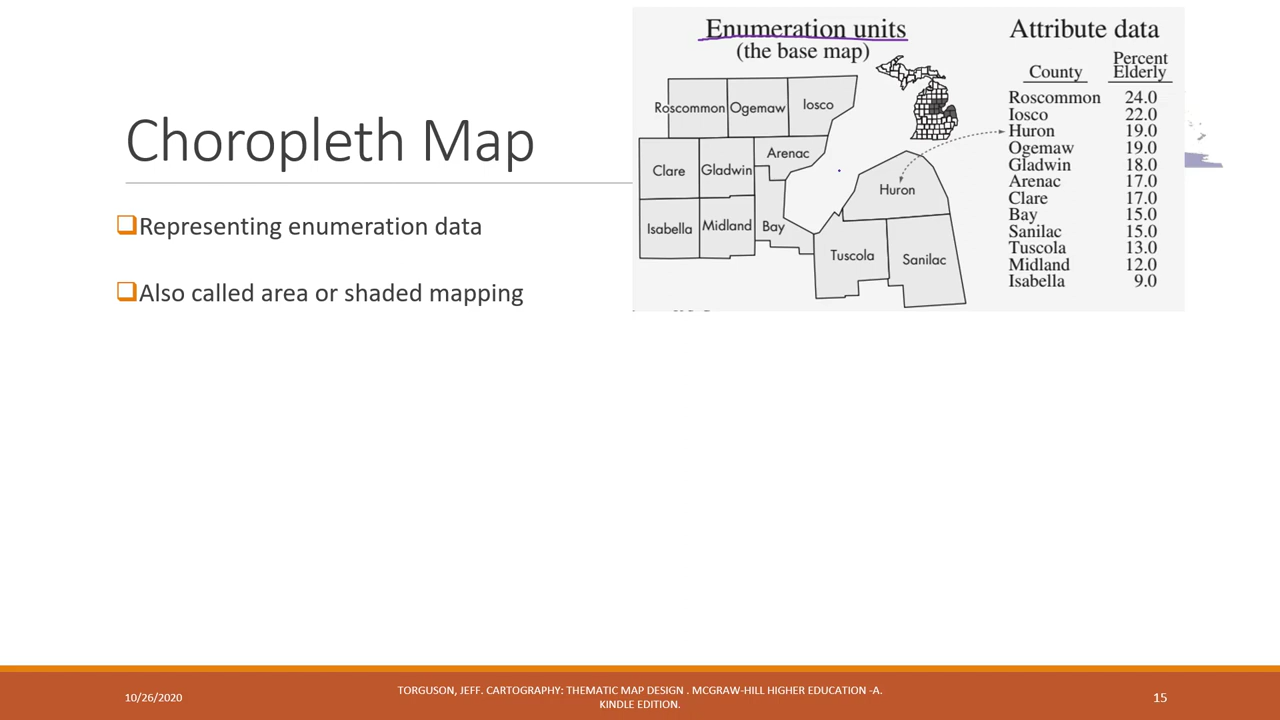 Choropleth Map
❑Representing enumeration data
❑Also called area or shaded mapping
Enumeration units
(the base map)
Roscommon
Ogemaw
Iosco
Clare
Gladwin
Arenac
Isabella
Midland
Bay
Huron
Tuscola
Sanilac
Attribute data
County Percent Elderly
Roscommon 24.0
Iosco 22.0
Huron 19.0
Ogemaw 19.0
Gladwin 18.0
Arenac 17.0
Clare 17.0
Bay 15.0
Sanilac 15.0
Tuscola 13.0
Midland 12.0
Isabella 9.0
10/26/2020
TORGUSON, JEFF. CARTOGRAPHY: THEMATIC MAP DESIGN . MCGRAW-HILL HIGHER EDUCATION -A.
KINDLE EDITION.
15